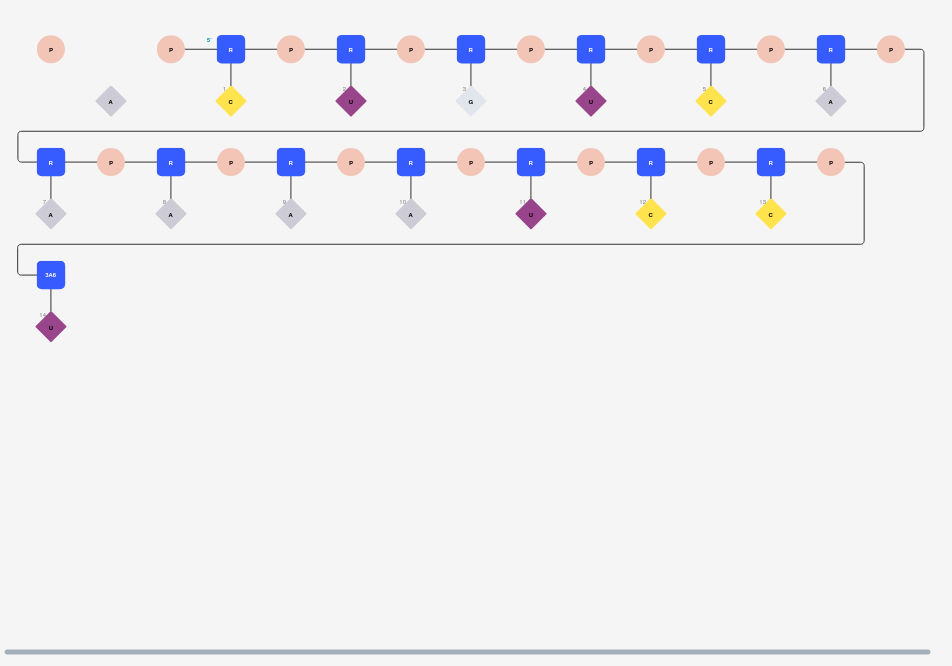 P P 5' R P R P R P R P R P R P
A 1 C 2 U 3 G 4 U 5 C 6 A
R P R P R P R P R P R P R P
7 A 8 A 9 A 10 A 11 U 12 C 13 C
3A6
14 U